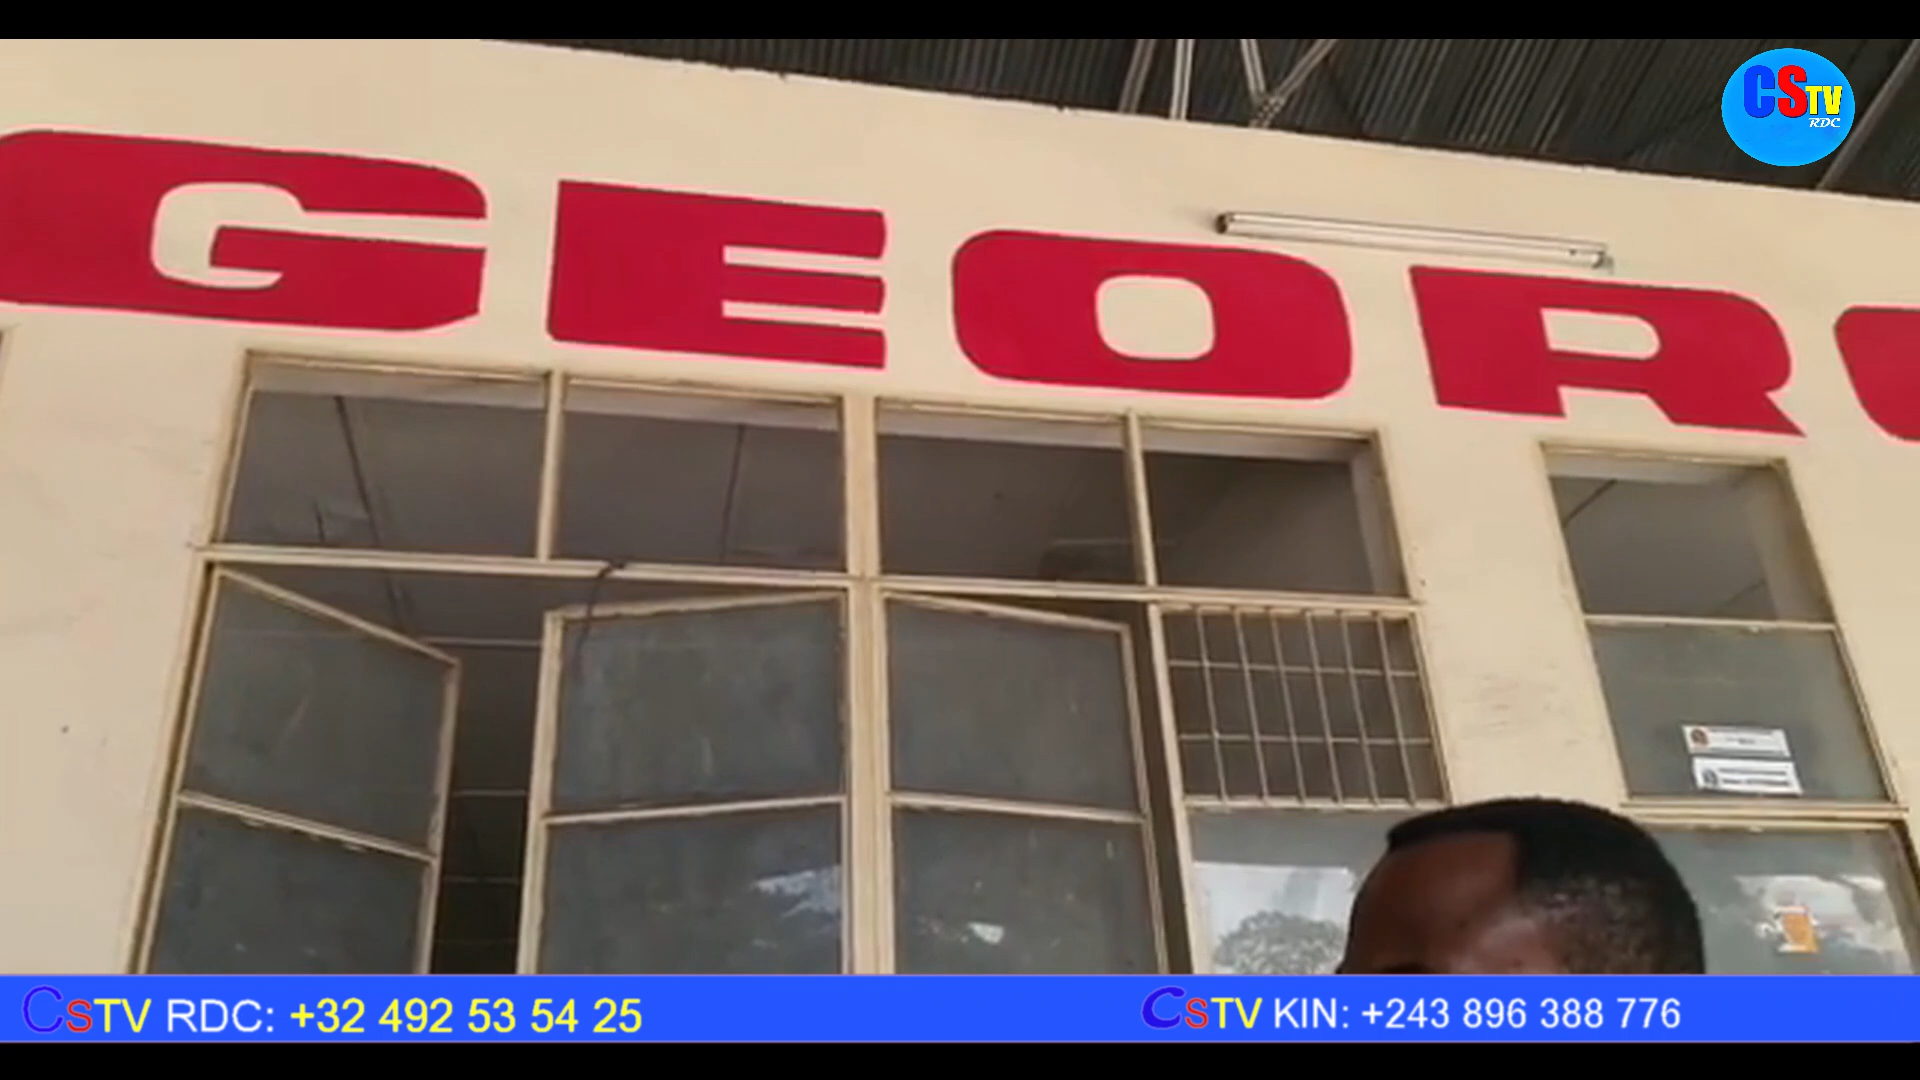 CSTV
RDC
GEOR
CSTV RDC: +32 492 53 54 25
CSTV KIN: +243 896 388 776